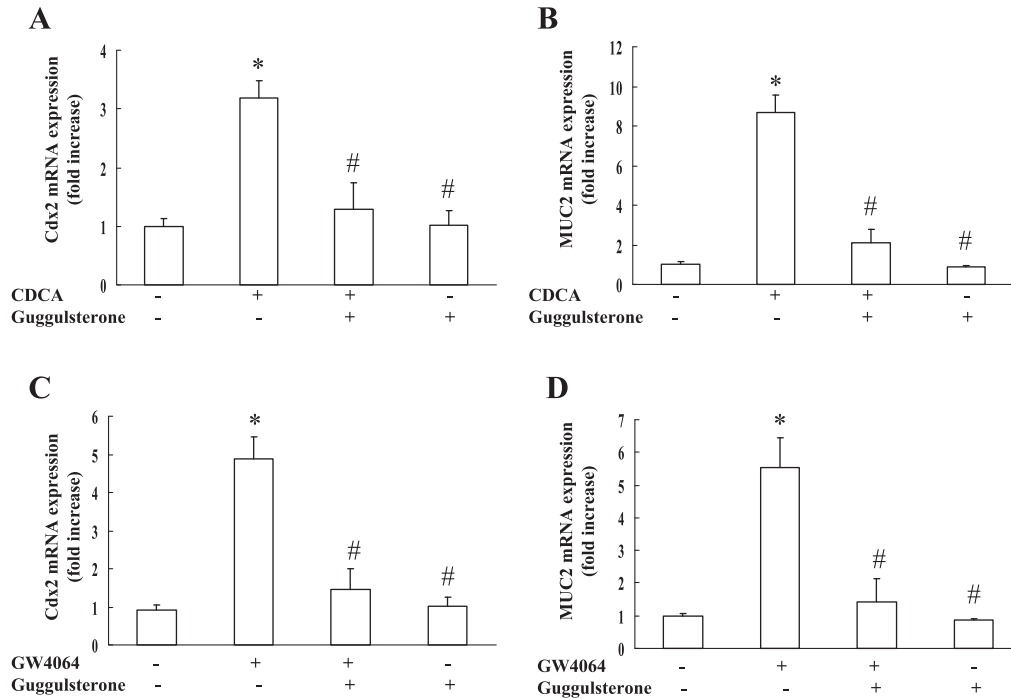 A
Cdx2 mRNA expression
(fold increase)
4
3
2
1
0
*
#
#
CDCA - + + -
Guggulsterone - - + +
B
MUC2 mRNA expression
(fold increase)
12
10
8
6
4
2
0
*
#
#
CDCA - + + -
Guggulsterone - - + +
C
Cdx2 mRNA expression
(fold increase)
6
5
4
3
2
1
0
*
#
#
GW4064 - + + -
Guggulsterone - - + +
D
MUC2 mRNA expression
(fold increase)
7
6
5
4
3
2
1
0
*
#
#
GW4064 - + + -
Guggulsterone - - + +